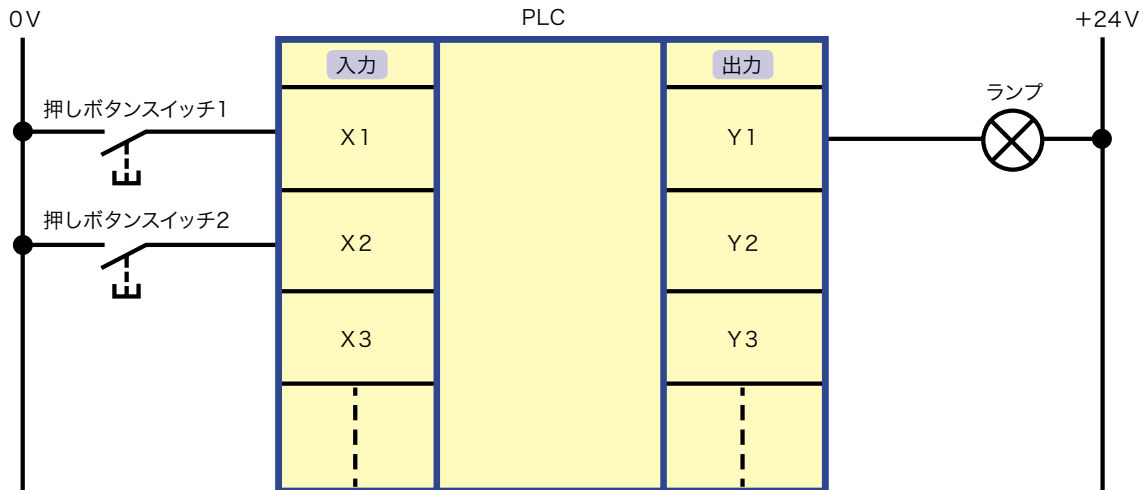 PLC
0V
+24V
入力
出力
押しボタンスイッチ1
ランプ
X1
Y1
押しボタンスイッチ2
X2
Y2
X3
Y3